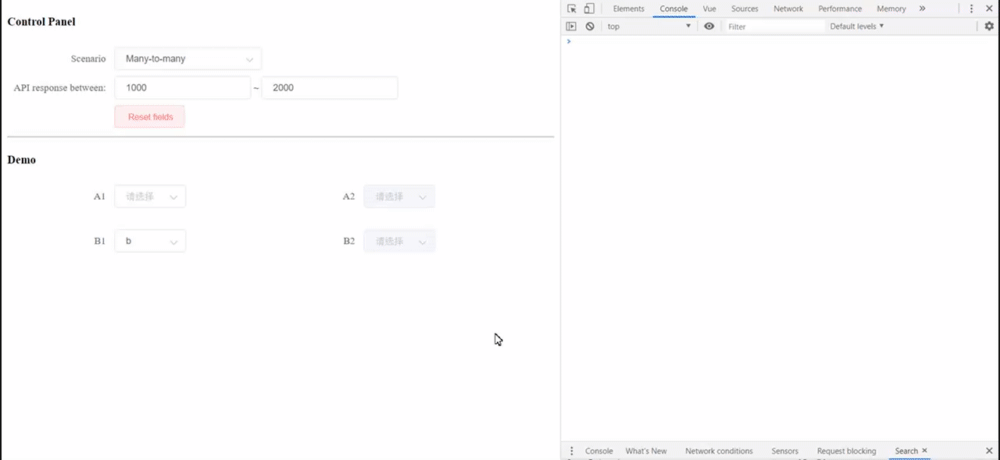 Control Panel
Scenario Many-to-many
API response between: 1000 ~ 2000
Reset fields
Demo
A1 请选择 A2 请选择
B1 b B2 请选择
Elements Console Vue Sources Network Performance Memory »
top Filter Default levels
>
Console What's New Network conditions Sensors Request blocking Search ×